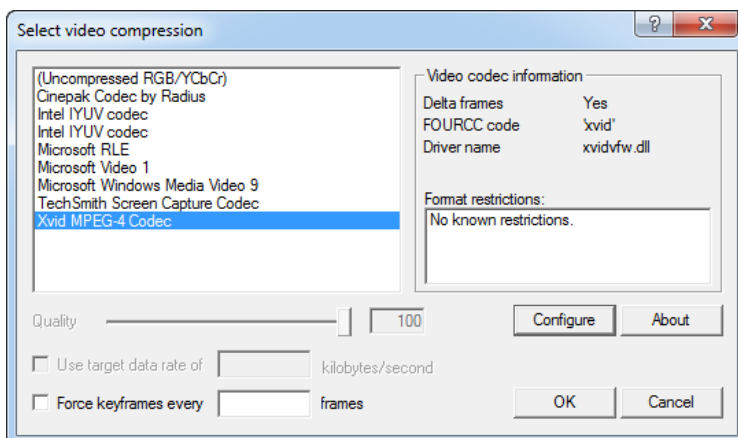 Select video compression
(Uncompressed RGB/YCbCr)
Cinepak Codec by Radius
Intel IYUV codec
Intel IYUV codec
Microsoft RLE
Microsoft Video 1
Microsoft Windows Media Video 9
TechSmith Screen Capture Codec
Xvid MPEG-4 Codec
Video codec information
Delta frames Yes
FOURCC code 'xvid'
Driver name xvidvfw.dll
Format restrictions:
No known restrictions.
Quality 100
Configure About
Use target data rate of kilobytes/second
Force keyframes every frames
OK Cancel